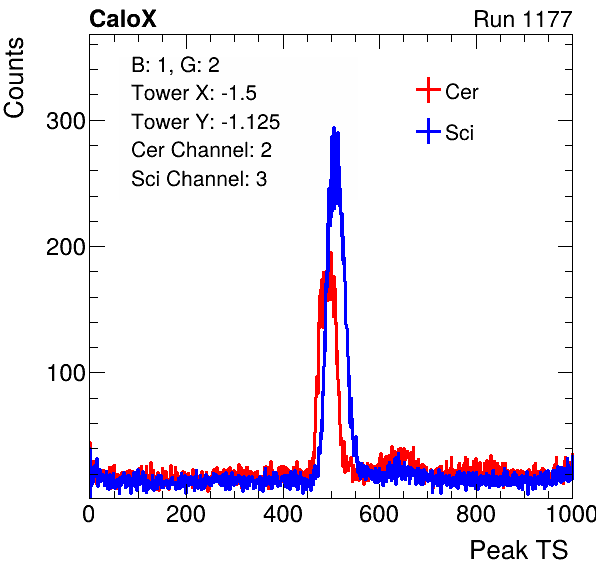 CaloX Run 1177
Counts
B: 1, G: 2
Tower X: -1.5
Tower Y: -1.125
Cer Channel: 2
Sci Channel: 3
Cer
Sci
300
200
100
0 200 400 600 800 1000
Peak TS